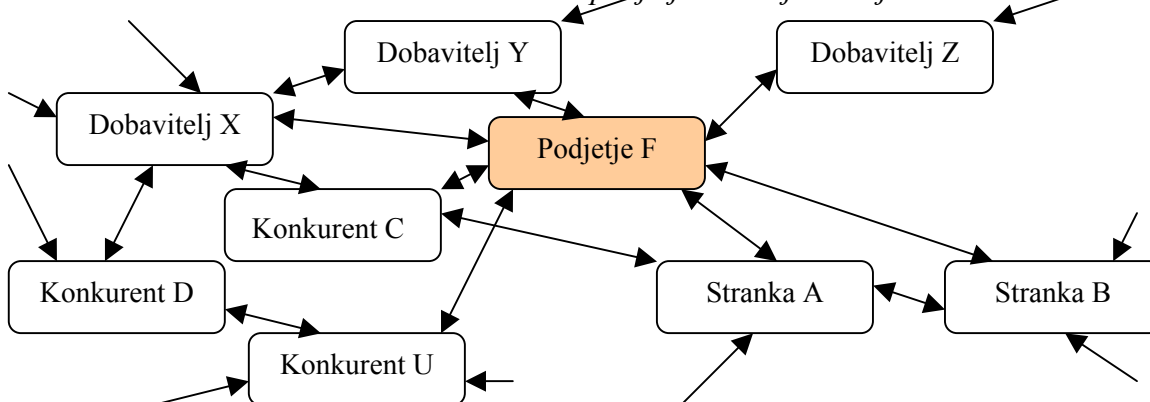 Dobavitelj Y
Dobavitelj Z
Dobavitelj X
Podjetje F
Konkurent C
Konkurent D
Stranka A
Stranka B
Konkurent U